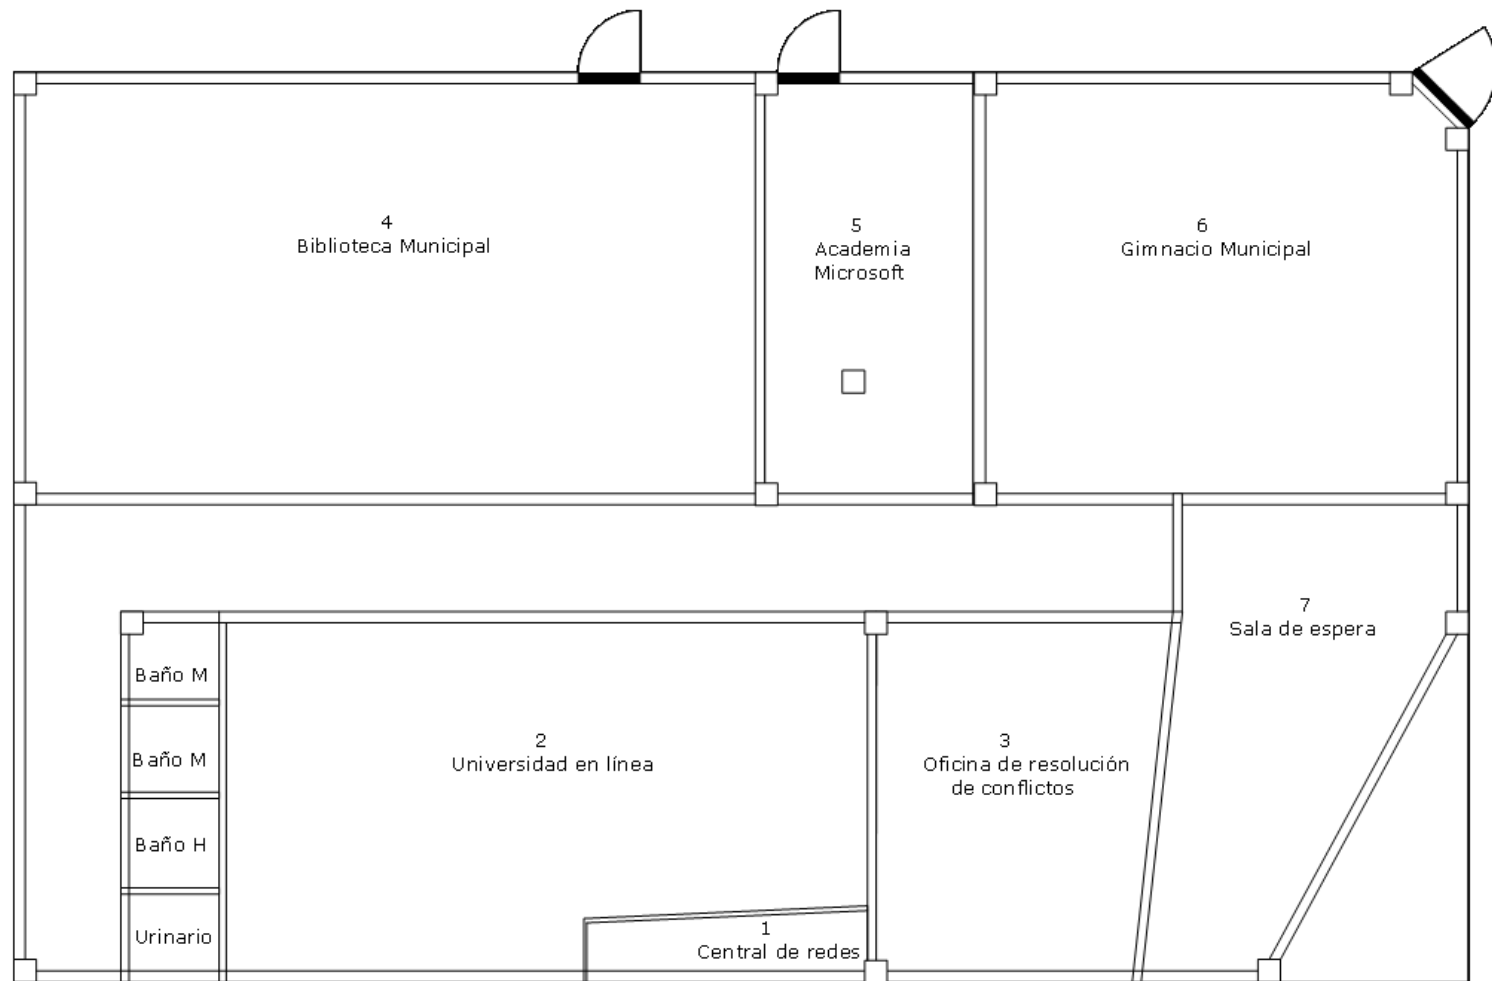 4
Biblioteca Municipal
5
Academia
Microsoft
6
Gimnacio Municipal
7
Sala de espera
Baño M
Baño M
Baño H
Urinario
2
Universidad en línea
3
Oficina de resolución
de conflictos
1
Central de redes